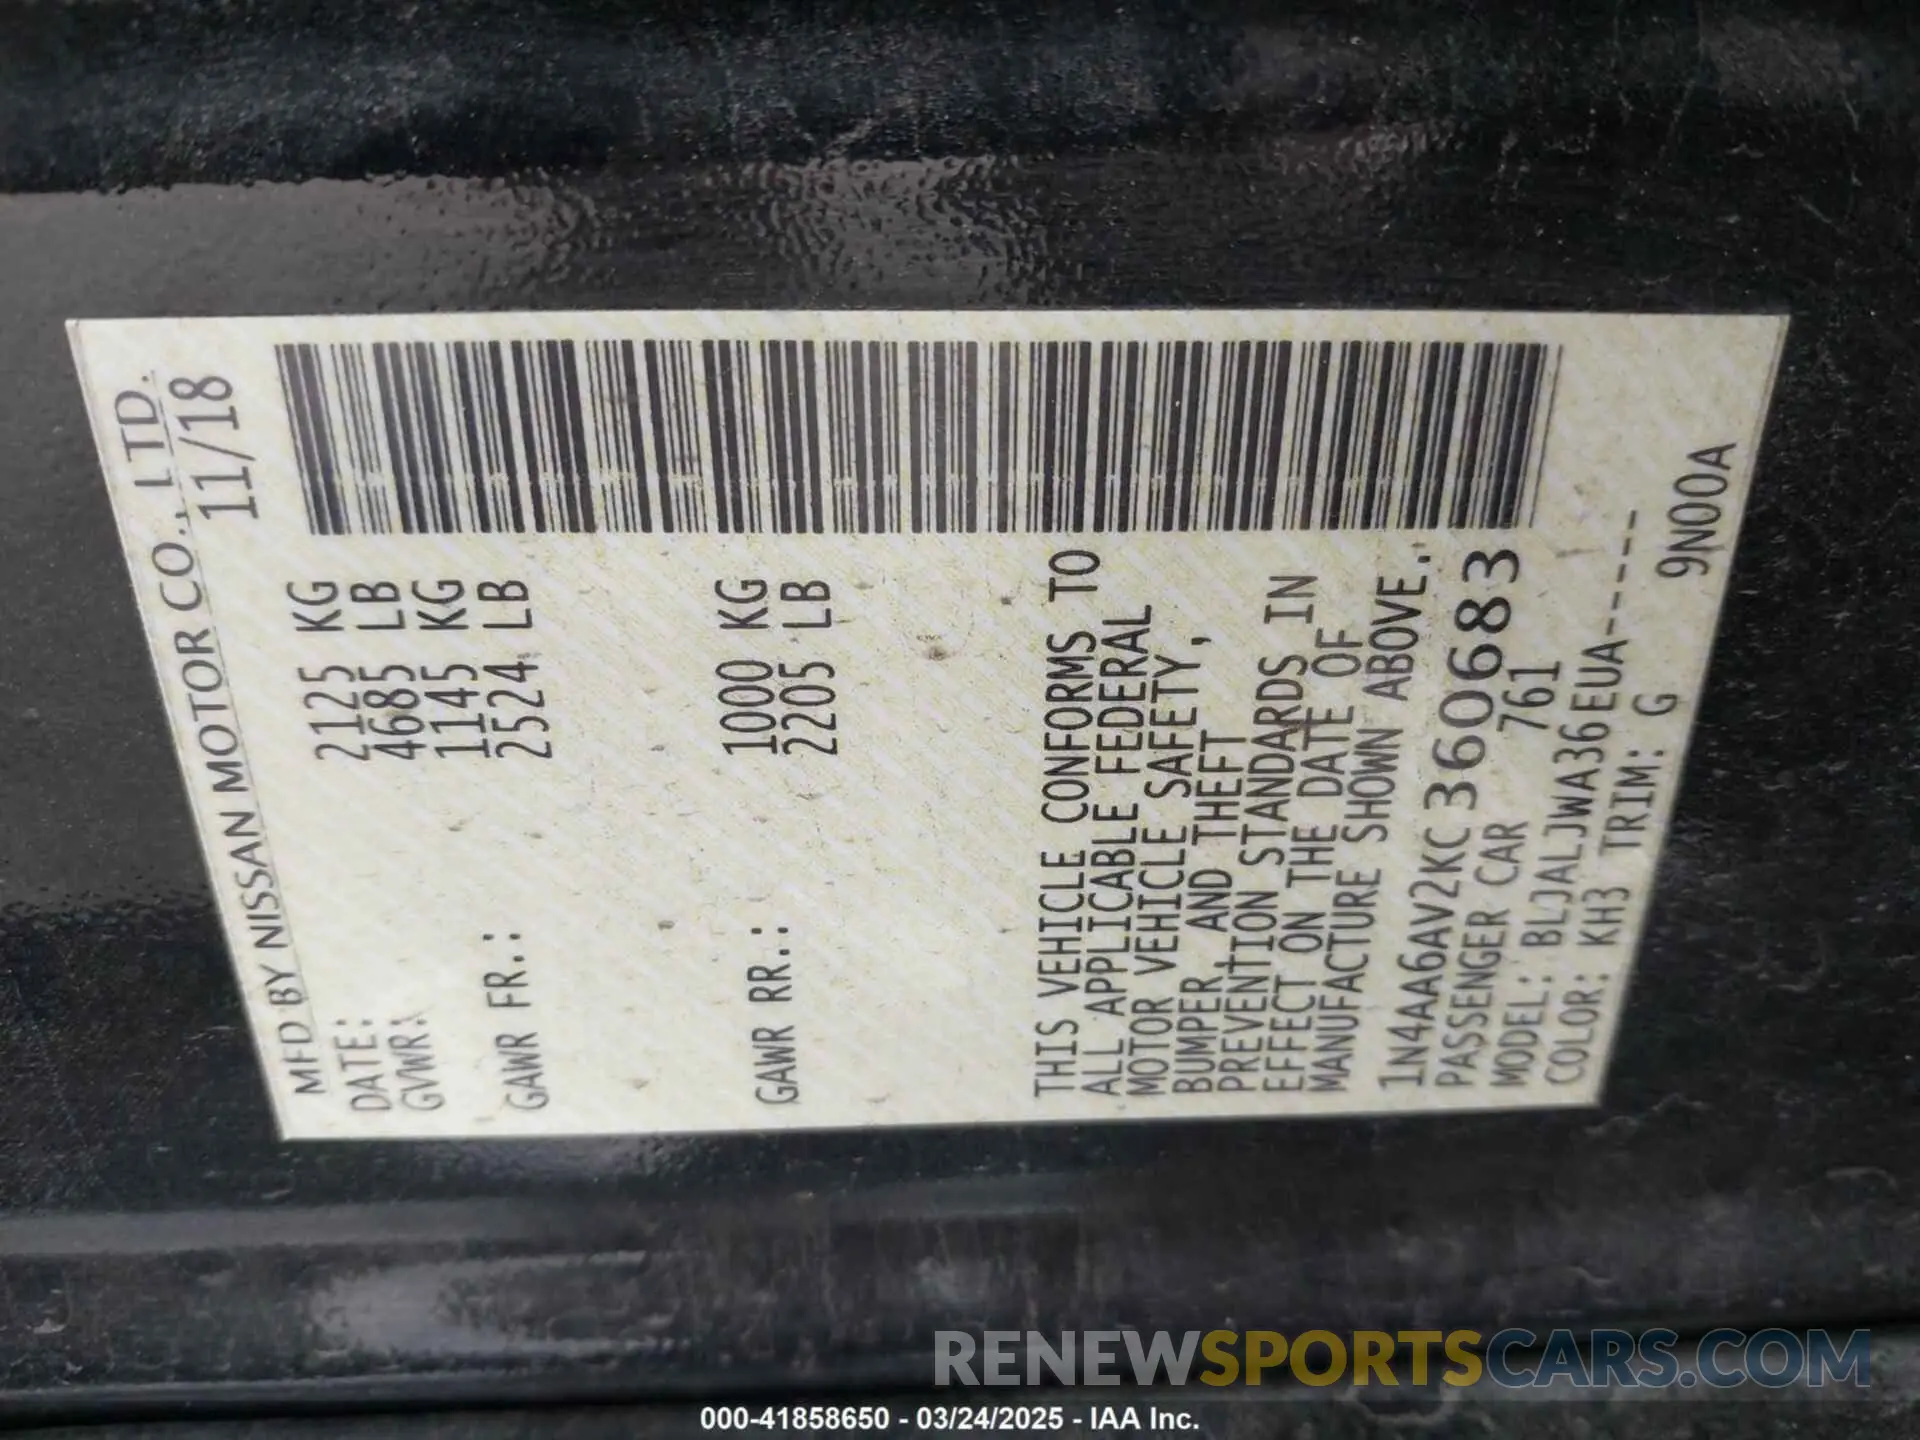 MFD BY NISSAN MOTOR CO., LTD.
DATE: 11/18
GVWR: 2125 KG
4685 LB
GAWR FR.: 1145 KG
2524 LB
GAWR RR.: 1000 KG
2205 LB
THIS VEHICLE CONFORMS TO
ALL APPLICABLE FEDERAL
MOTOR VEHICLE SAFETY,
BUMPER, AND THEFT
PREVENTION STANDARDS IN
EFFECT ON THE DATE OF
MANUFACTURE SHOWN ABOVE.
1N4AA6AV2KC360683
PASSENGER CAR 761
MODEL: BLJALJWA36EUA-----
COLOR: KH3 TRIM: G 9N00A
RENEWSPORTSCARS.COM
000-41858650 - 03/24/2025 - IAA Inc.